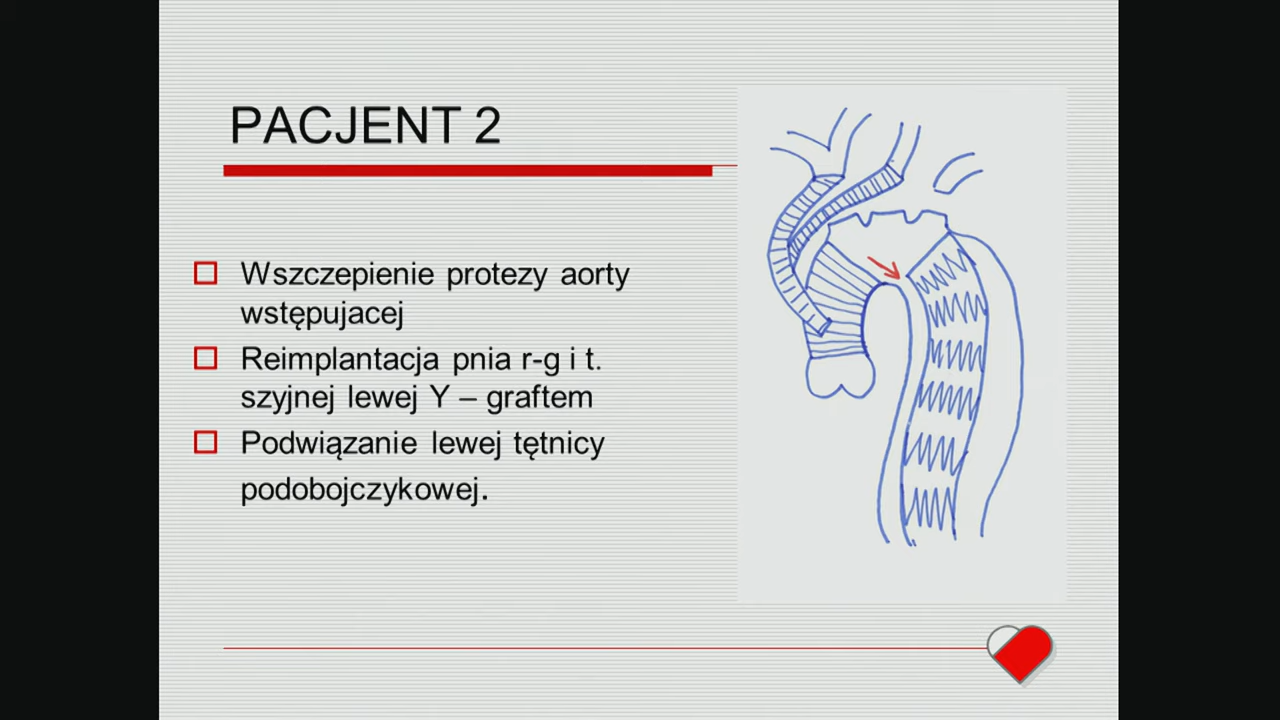 PACJENT 2
Wszczepienie protezy aorty
wstępujacej
Reimplantacja pnia r-g i t.
szyjnej lewej Y – graftem
Podwiązanie lewej tętnicy
podobojczykowej.